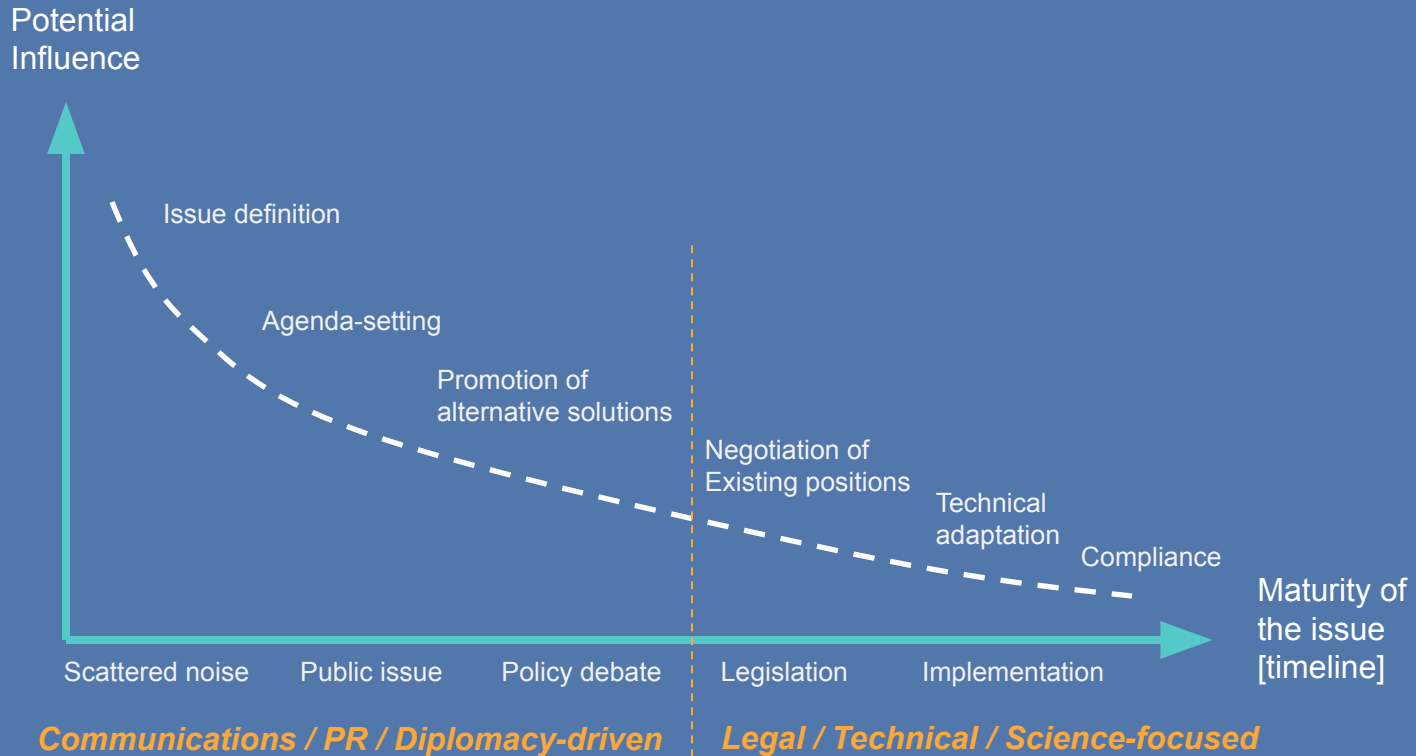 Potential
Influence
Issue definition
Agenda-setting
Promotion of
alternative solutions
Negotiation of
Existing positions
Technical
adaptation
Compliance
Maturity of
the issue
[timeline]
Scattered noise
Public issue
Policy debate
Legislation
Implementation
Communications / PR / Diplomacy-driven
Legal / Technical / Science-focused